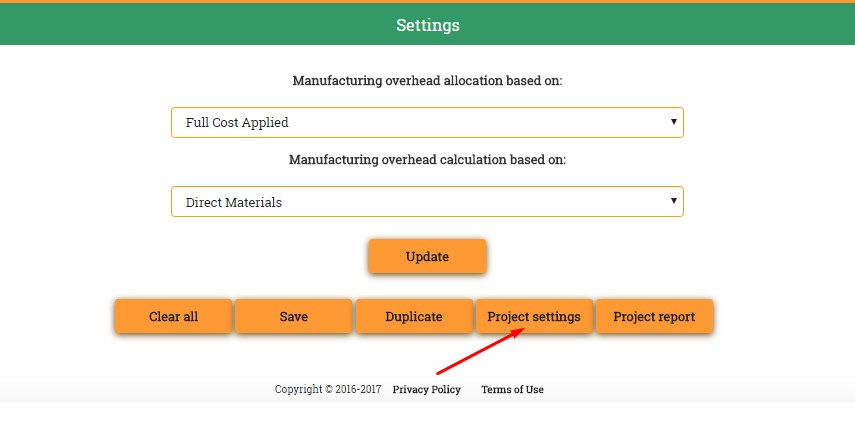 Settings
Manufacturing overhead allocation based on:
Full Cost Applied
Manufacturing overhead calculation based on:
Direct Materials
Update
Clear all Save Duplicate Project settings Project report
Copyright © 2016-2017 Privacy Policy Terms of Use